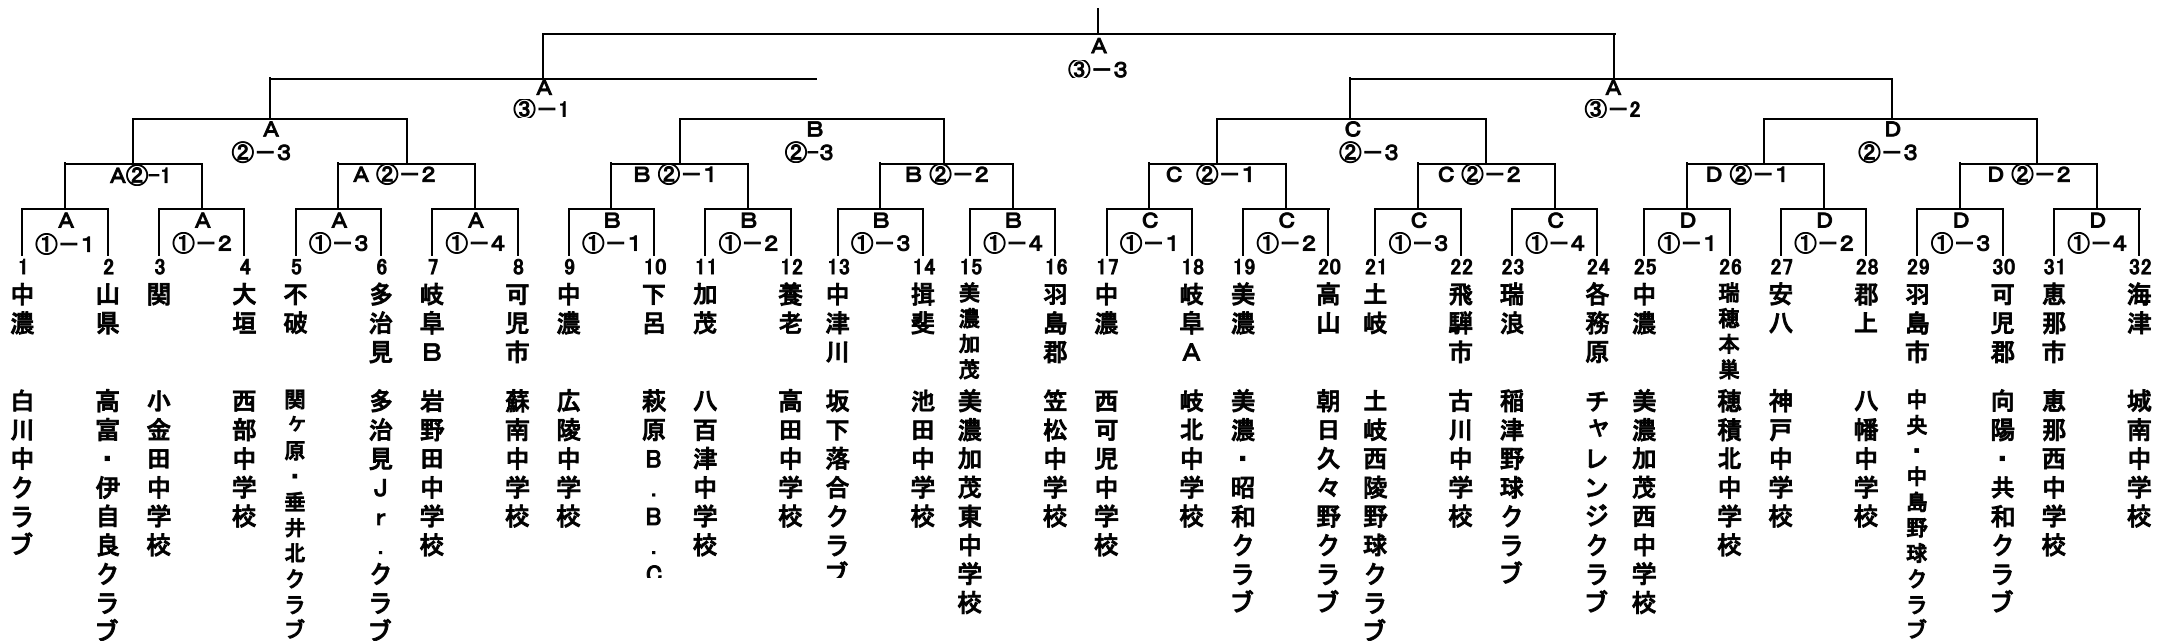 A
③－3
A
③－1
A
③－2
A
②－3
B
②-3
C
②－3
D
②－3
A②-1
A②－2
B②－1
B②－2
C ②－1
C②－2
D②－1
D②－2
A
①－1
A
①－2
A
①－3
A
①－4
B
①－1
B
①－2
B
①－3
B
①－4
C
①－1
C
①－2
C
①－3
C
①－4
D
①－1
D
①－2
D
①－3
D
①－4
1 中濃 白川中クラブ
2 山県 高富・伊自良クラブ
3 関 小金田中学校
4 大垣 西部中学校
5 不破 関ヶ原・垂井北クラブ
6 多治見 多治見Jr．クラブ
7 岐阜B 岩野田中学校
8 可児市 蘇南中学校
9 中濃 広陵中学校
10 下呂 萩原B．B．C
11 加茂 八百津中学校
12 養老 高田中学校
13 中津川 坂下落合クラブ
14 揖斐 池田中学校
15 美濃加茂 美濃加茂東中学校
16 羽島郡 笠松中学校
17 中濃 西可児中学校
18 岐阜A 岐北中学校
19 美濃 美濃・昭和クラブ
20 高山 朝日久々野クラブ
21 土岐 土岐西陵野球クラブ
22 飛騨市 古川中学校
23 瑞浪 稲津野球クラブ
24 各務原 チャレンジクラブ
25 中濃 美濃加茂西中学校
26 瑞穂本巣 穂積北中学校
27 安八 神戸中学校
28 郡上 八幡中学校
29 羽島市 中央・中島野球クラブ
30 可児郡 向陽・共和クラブ
31 恵那市 恵那西中学校
32 海津 城南中学校